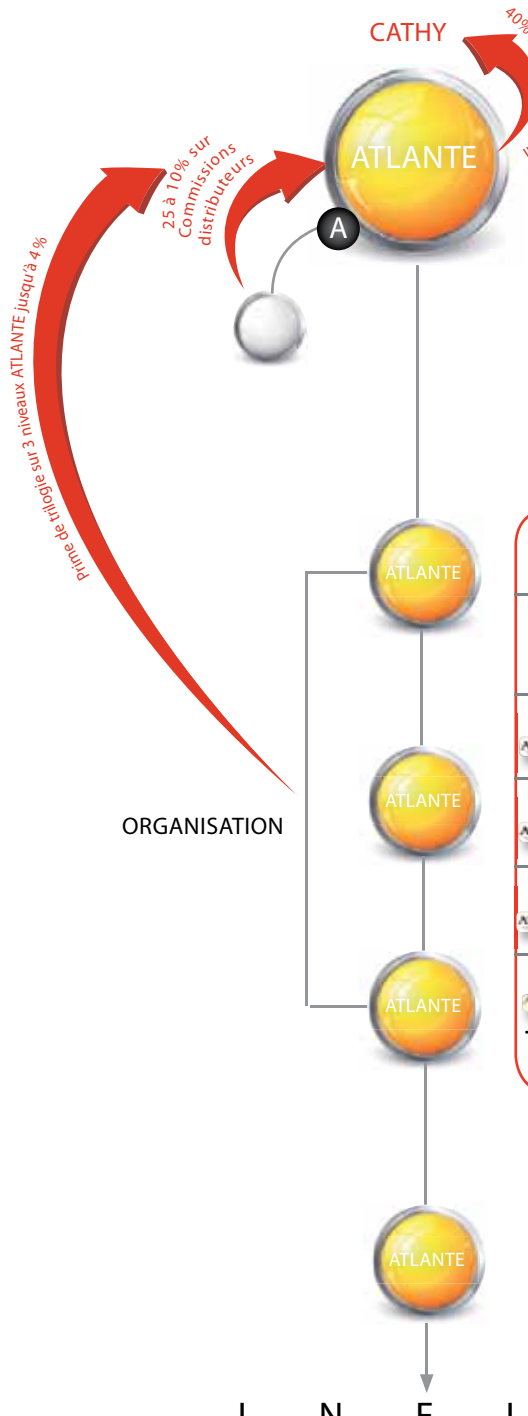 CATHY
40%
ATLANTE
25 à 10% sur
Commissions
distributeurs
A
Prime de trilogie sur 3 niveaux ATLANTE jusqu'à 4%
ATLANTE
ATLANTE
ORGANISATION
ATLANTE
ATLANTE
I N F I